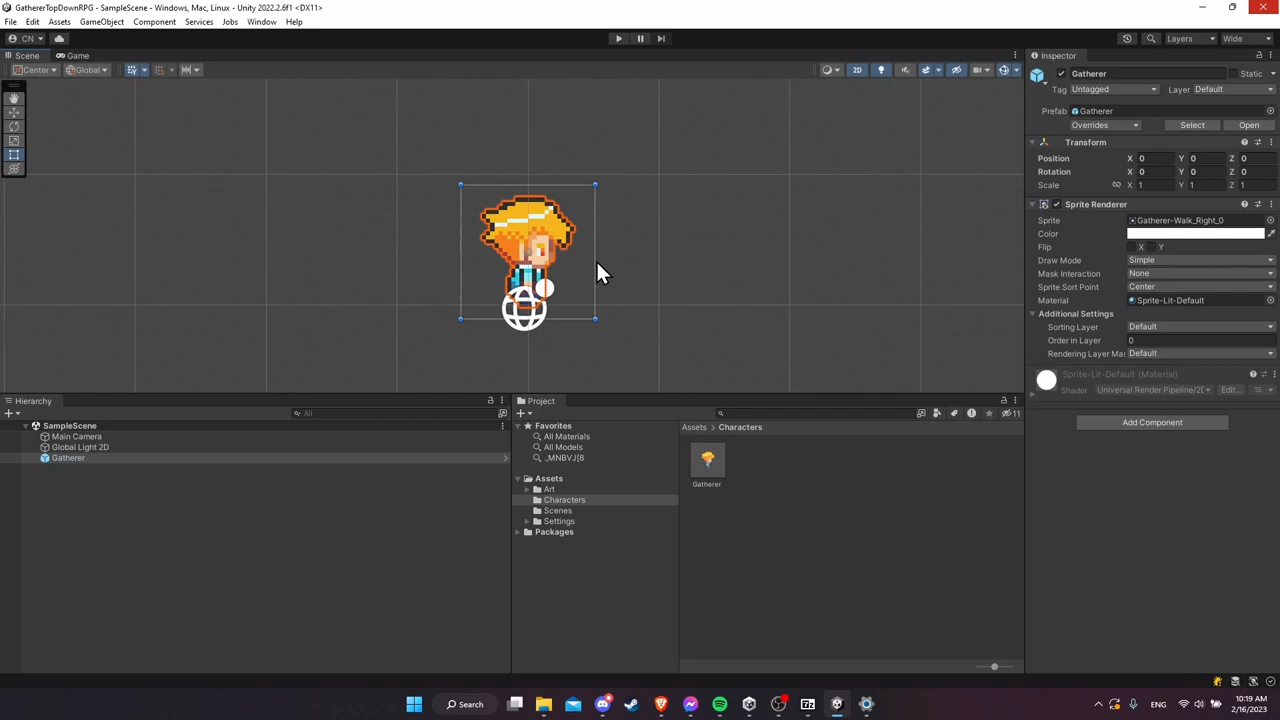 GathererTopDownRPG - SampleScene - Windows, Mac, Linux - Unity 2022.2.6f1 <DX11>
File Edit Assets GameObject Component Services Jobs Window Help
CN Layers Wide
Scene Game
Center Global 2D
Inspector
Gatherer Static
Tag Untagged Layer Default
Prefab Gatherer
Overrides Select Open
Transform
Position X 0 Y 0 Z 0
Rotation X 0 Y 0 Z 0
Scale X 1 Y 1 Z 1
Sprite Renderer
Sprite Gatherer-Walk_Right_0
Color
Flip X Y
Draw Mode Simple
Mask Interaction None
Sprite Sort Point Center
Material Sprite-Lit-Default
Additional Settings
Sorting Layer Default
Order in Layer 0
Rendering Layer Mas Default
Sprite-Lit-Default (Material)
Shader Universal Render Pipeline/2D Edit...
Add Component
Hierarchy
All
SampleScene
Main Camera
Global Light 2D
Gatherer
Project
11
Favorites
All Materials
All Models
.,MNBVJ[8
Assets
Art
Characters
Scenes
Settings
Packages
Assets > Characters
Gatherer
Search
ENG
10:19 AM
2/16/2023